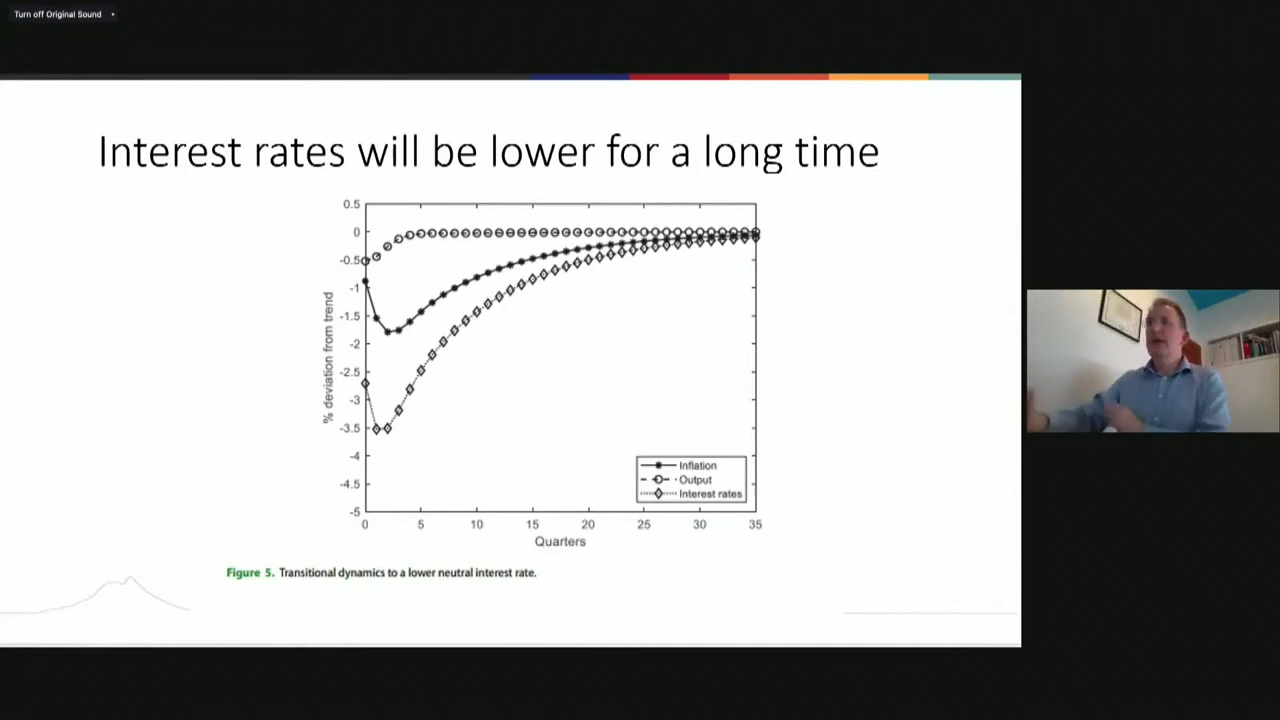 Turn off Original Sound
Interest rates will be lower for a long time
0.5
0
-0.5
-1
-1.5
-2
-2.5
-3
-3.5
-4
-4.5
-5
% deviation from trend
Inflation
Output
Interest rates
0 5 10 15 20 25 30 35
Quarters
Figure 5. Transitional dynamics to a lower neutral interest rate.